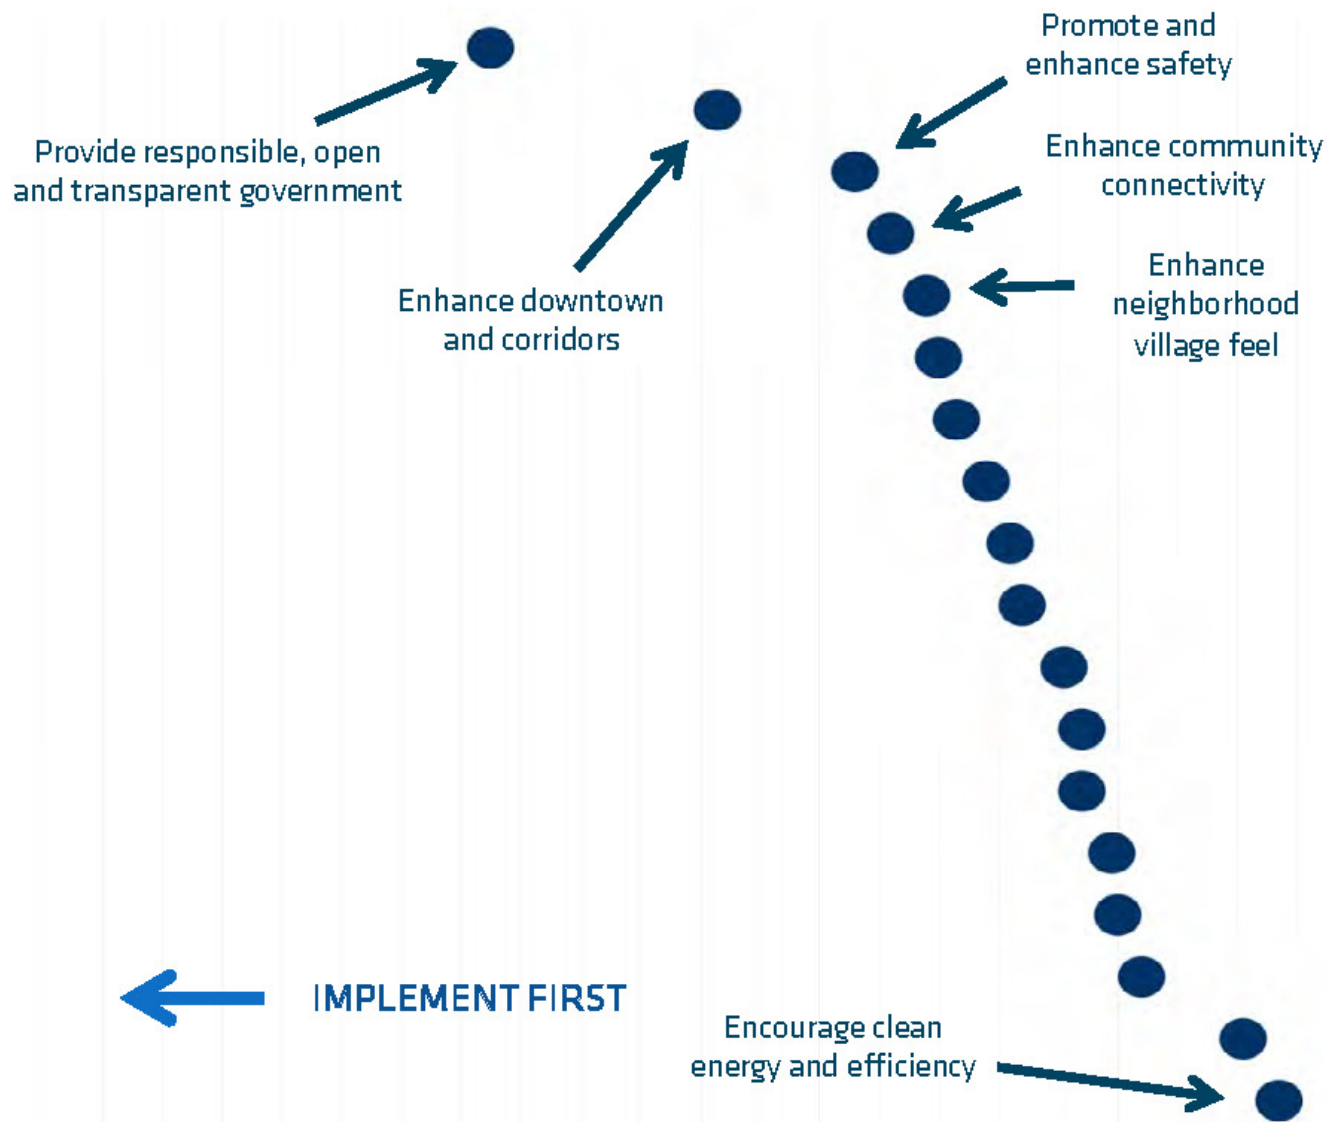 Promote and
enhance safety
Provide responsible, open
and transparent government
Enhance community
connectivity
Enhance downtown
and corridors
Enhance
neighborhood
village feel
IMPLEMENT FIRST
Encourage clean
energy and efficiency